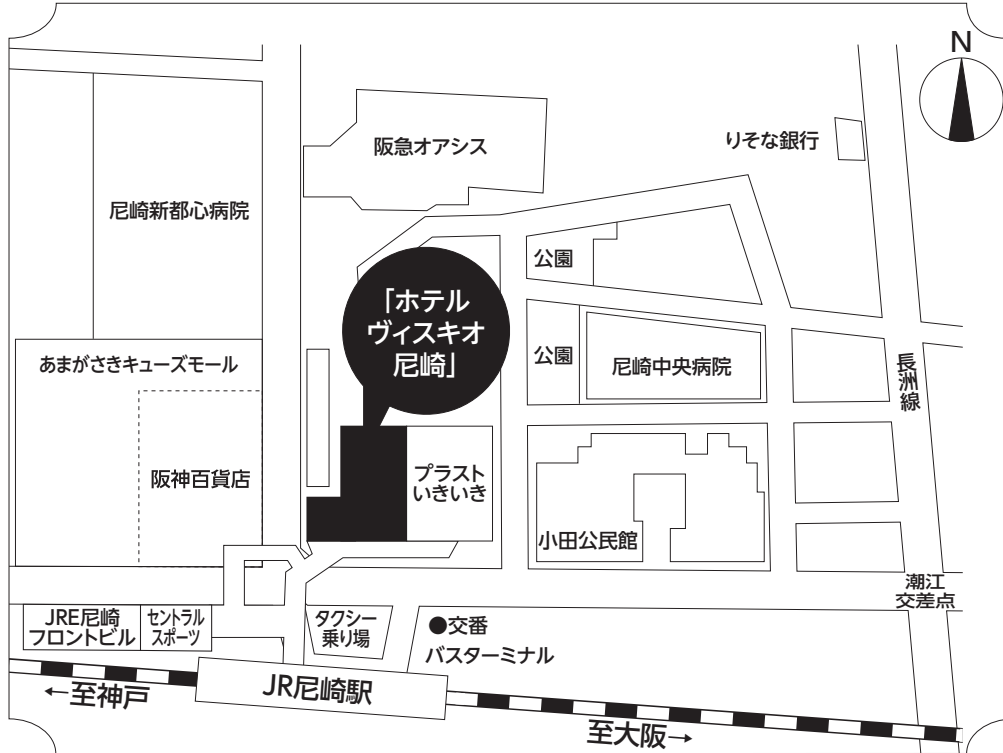 N
阪急オアシス
りそな銀行
尼崎新都心病院
公園
「ホテル
ヴィスキオ
尼崎」
あまがさきキューズモール
公園
尼崎中央病院
長洲線
阪神百貨店
プラスト
いきいき
小田公民館
潮江
交差点
JRE尼崎
フロントビル
セントラル
スポーツ
タクシー
乗り場
●交番
バスターミナル
←至神戸
JR尼崎駅
至大阪→